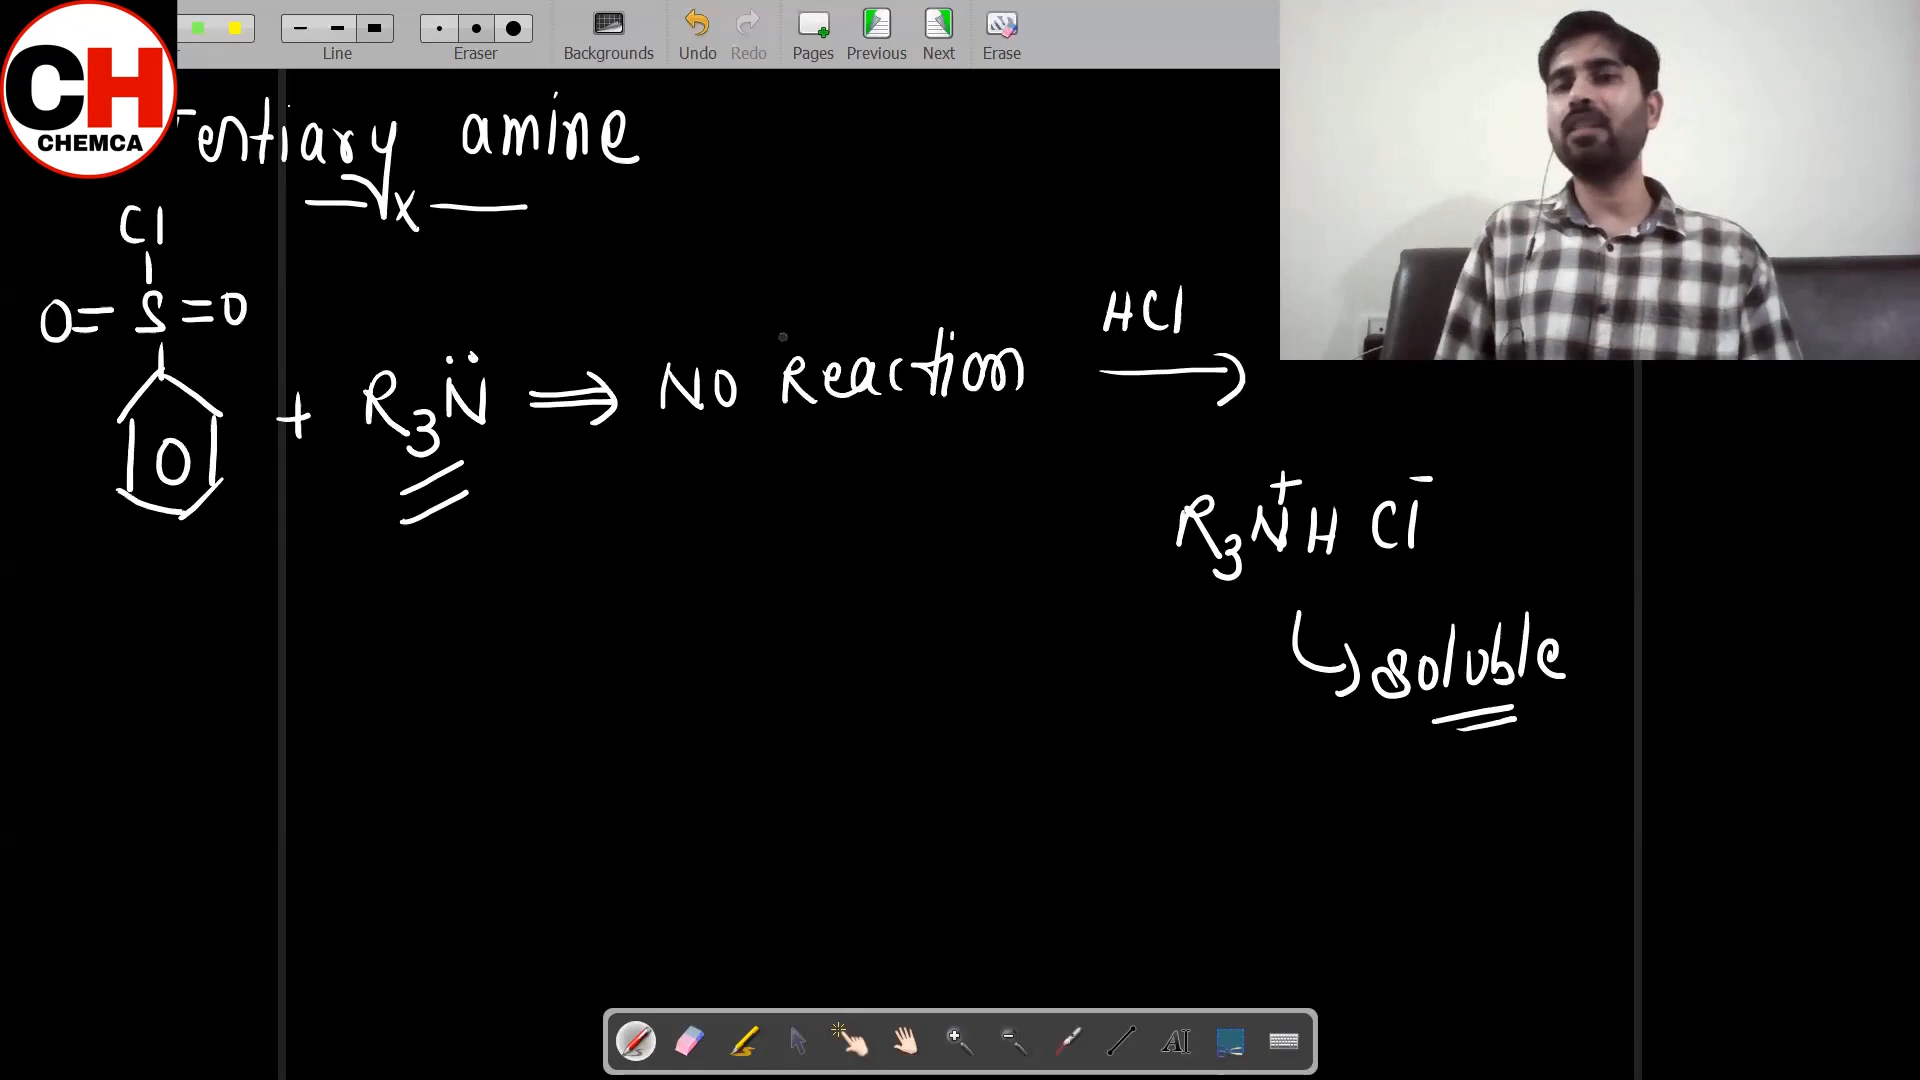 CH
CHEMCA
Line
Eraser
Backgrounds
Undo
Redo
Pages
Previous
Next
Erase
Tertiary amine
x
Cl
O=S=O
+ R₃N̈ ⇒ No Reaction
HCl
R₃N⁺H Cl⁻
soluble
AI